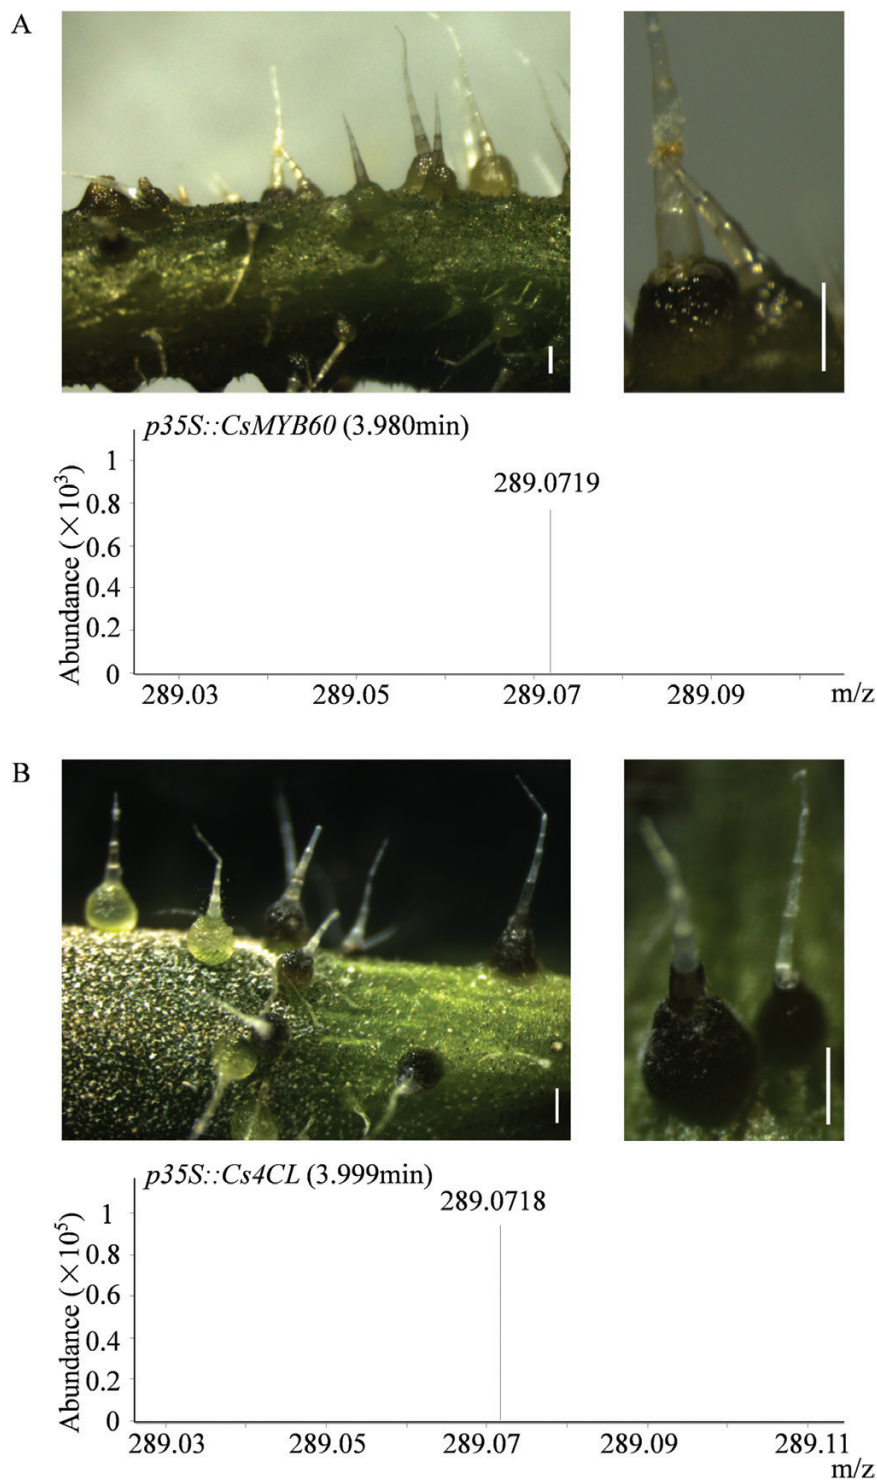 A
p35S::CsMYB60 (3.980min)
289.0719
Abundance (×10³)
1
0.8
0.6
0.4
0.2
0
289.03 289.05 289.07 289.09 m/z
B
p35S::Cs4CL (3.999min)
289.0718
Abundance (×10⁵)
1
0.8
0.6
0.4
0.2
0
289.03 289.05 289.07 289.09 289.11
m/z